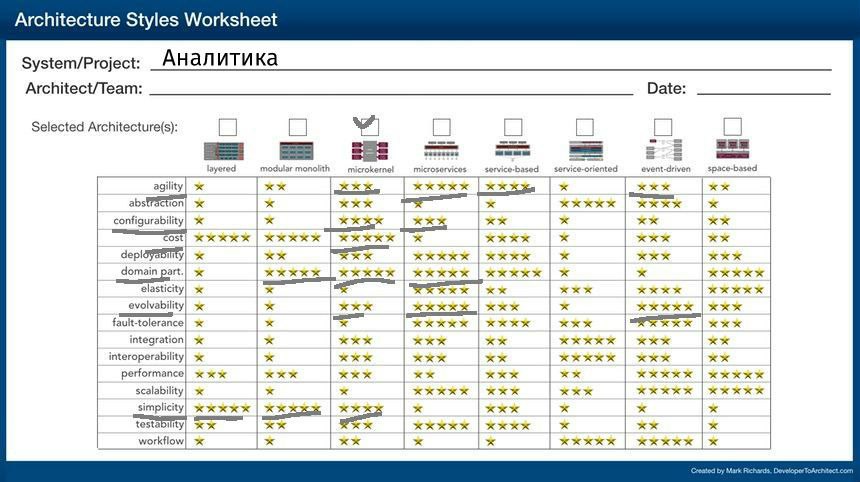 Architecture Styles Worksheet
System/Project: Аналитика
Architect/Team: Date:
Selected Architecture(s):
layered modular monolith microkernel microservices service-based service-oriented event-driven space-based
agility
abstraction
configurability
cost
deployability
domain part.
elasticity
evolvability
fault-tolerance
integration
interoperability
performance
scalability
simplicity
testability
workflow
Created by Mark Richards, DeveloperToArchitect.com